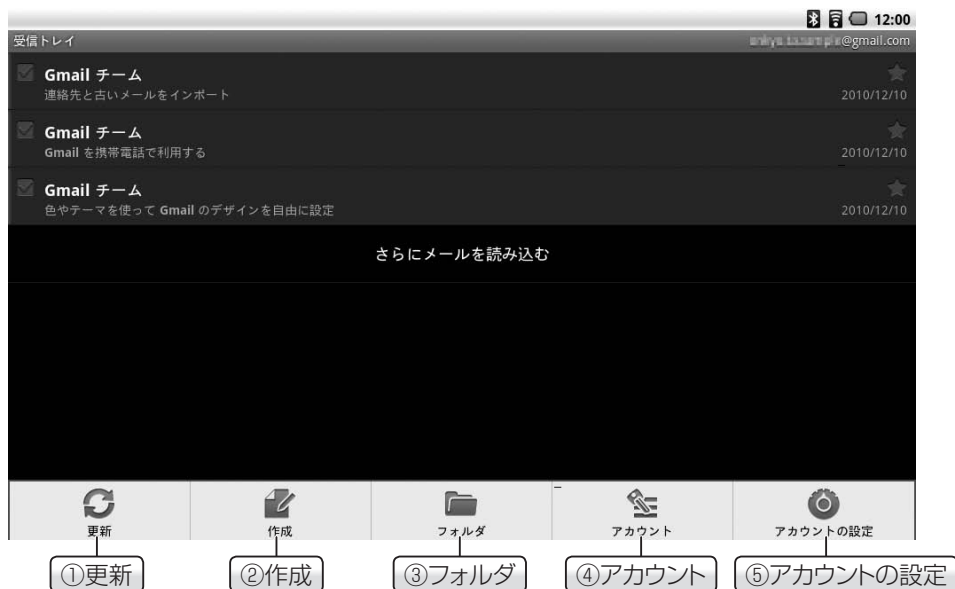 12:00
受信トレイ @gmail.com
Gmail チーム
連絡先と古いメールをインポート 2010/12/10
Gmail チーム
Gmail を携帯電話で利用する 2010/12/10
Gmail チーム
色やテーマを使って Gmail のデザインを自由に設定 2010/12/10
さらにメールを読み込む
更新 作成 フォルダ アカウント アカウントの設定
①更新 ②作成 ③フォルダ ④アカウント ⑤アカウントの設定